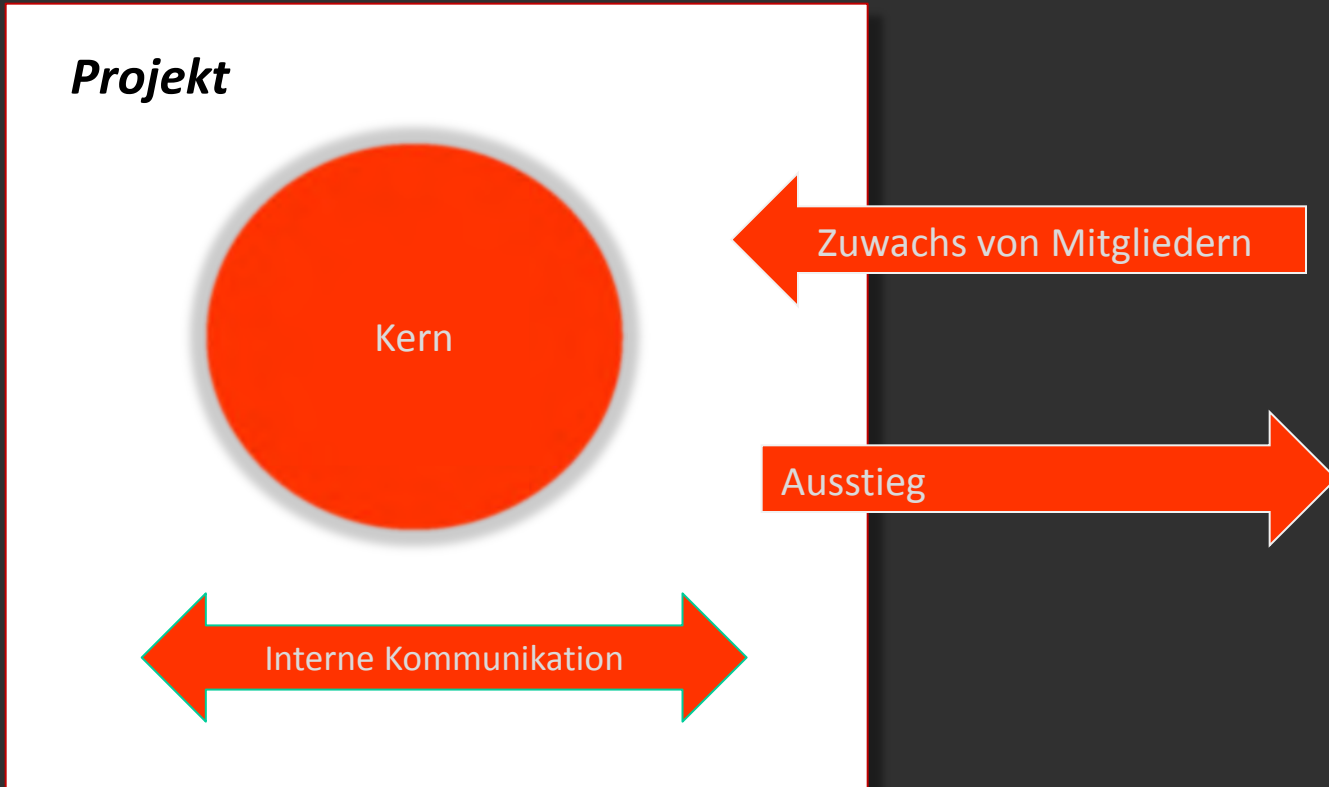 Projekt
Zuwachs von Mitgliedern
Kern
Ausstieg
Interne Kommunikation